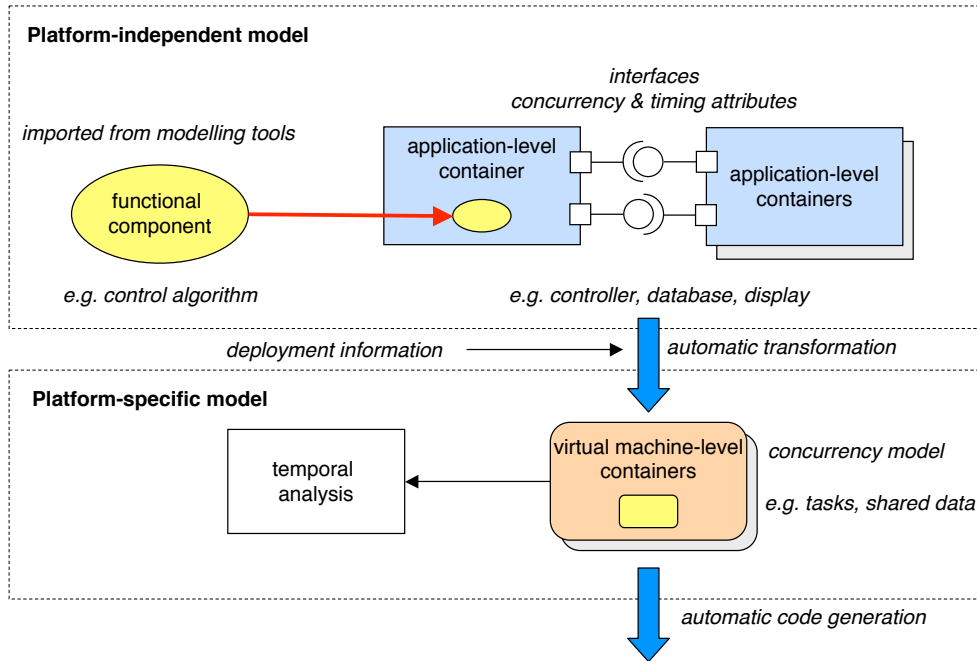 Platform-independent model
interfaces
concurrency & timing attributes
imported from modelling tools
application-level
container
application-level
containers
functional
component
e.g. control algorithm
e.g. controller, database, display
deployment information
automatic transformation
Platform-specific model
virtual machine-level
containers
concurrency model
temporal
analysis
e.g. tasks, shared data
automatic code generation